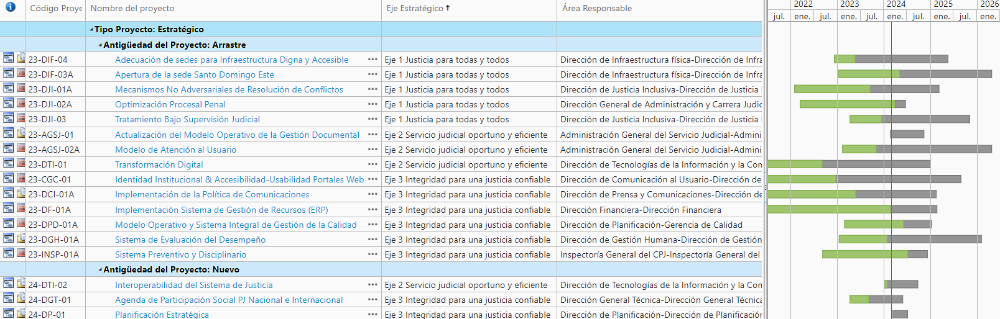 Código Proye Nombre del proyecto Eje Estratégico Área Responsable 2022 2023 2024 2025 2026
jul. ene. jul. ene. jul. ene. jul. ene. jul. ene.
Tipo Proyecto: Estratégico
Antigüedad del Proyecto: Arrastre
23-DIF-04 Adecuación de sedes para Infraestructura Digna y Accesible ••• Eje 1 Justicia para todas y todos Dirección de Infraestructura física-Dirección de Infra
23-DIF-03A Apertura de la sede Santo Domingo Este ••• Eje 1 Justicia para todas y todos Dirección de Infraestructura física-Dirección de Infra
23-DJI-01A Mecanismos No Adversariales de Resolución de Conflictos ••• Eje 1 Justicia para todas y todos Dirección de Justicia Inclusiva-Dirección de Justicia
23-DJI-02A Optimización Procesal Penal ••• Eje 1 Justicia para todas y todos Dirección General de Administración y Carrera Judic
23-DJI-03 Tratamiento Bajo Supervisión Judicial ••• Eje 1 Justicia para todas y todos Dirección de Justicia Inclusiva-Dirección de Justicia
23-AGSJ-01 Actualización del Modelo Operativo de la Gestión Documental ••• Eje 2 Servicio judicial oportuno y eficiente Administración General del Servicio Judicial-Admini
23-AGSJ-02A Modelo de Atención al Usuario ••• Eje 2 Servicio judicial oportuno y eficiente Administración General del Servicio Judicial-Admini
23-DTI-01 Transformación Digital ••• Eje 2 Servicio judicial oportuno y eficiente Dirección de Tecnologías de la Información y la Com
23-CGC-01 Identidad Institucional & Accesibilidad-Usabilidad Portales Web ••• Eje 3 Integridad para una justicia confiable Dirección de Comunicación al Usuario-Dirección de
23-DCI-01A Implementación de la Política de Comunicaciones ••• Eje 3 Integridad para una justicia confiable Dirección de Prensa y Comunicaciones-Dirección de
23-DF-01A Implementación Sistema de Gestión de Recursos (ERP) ••• Eje 3 Integridad para una justicia confiable Dirección Financiera-Dirección Financiera
23-DPD-01A Modelo Operativo y Sistema Integral de Gestión de la Calidad ••• Eje 3 Integridad para una justicia confiable Dirección de Planificación-Gerencia de Calidad
23-DGH-01A Sistema de Evaluación del Desempeño ••• Eje 3 Integridad para una justicia confiable Dirección de Gestión Humana-Dirección de Gestión
23-INSP-01A Sistema Preventivo y Disciplinario ••• Eje 3 Integridad para una justicia confiable Inspectoría General del CPJ-Inspectoría General del
Antigüedad del Proyecto: Nuevo
24-DTI-02 Interoperabilidad del Sistema de Justicia ••• Eje 2 Servicio judicial oportuno y eficiente Dirección de Tecnologías de la Información y la Com
24-DGT-01 Agenda de Participación Social PJ Nacional e Internacional ••• Eje 3 Integridad para una justicia confiable Dirección General Técnica-Dirección General Técnica
24-DP-01 Planificación Estratégica ••• Eje 3 Integridad para una justicia confiable Dirección de Planificación-Dirección de Planificación